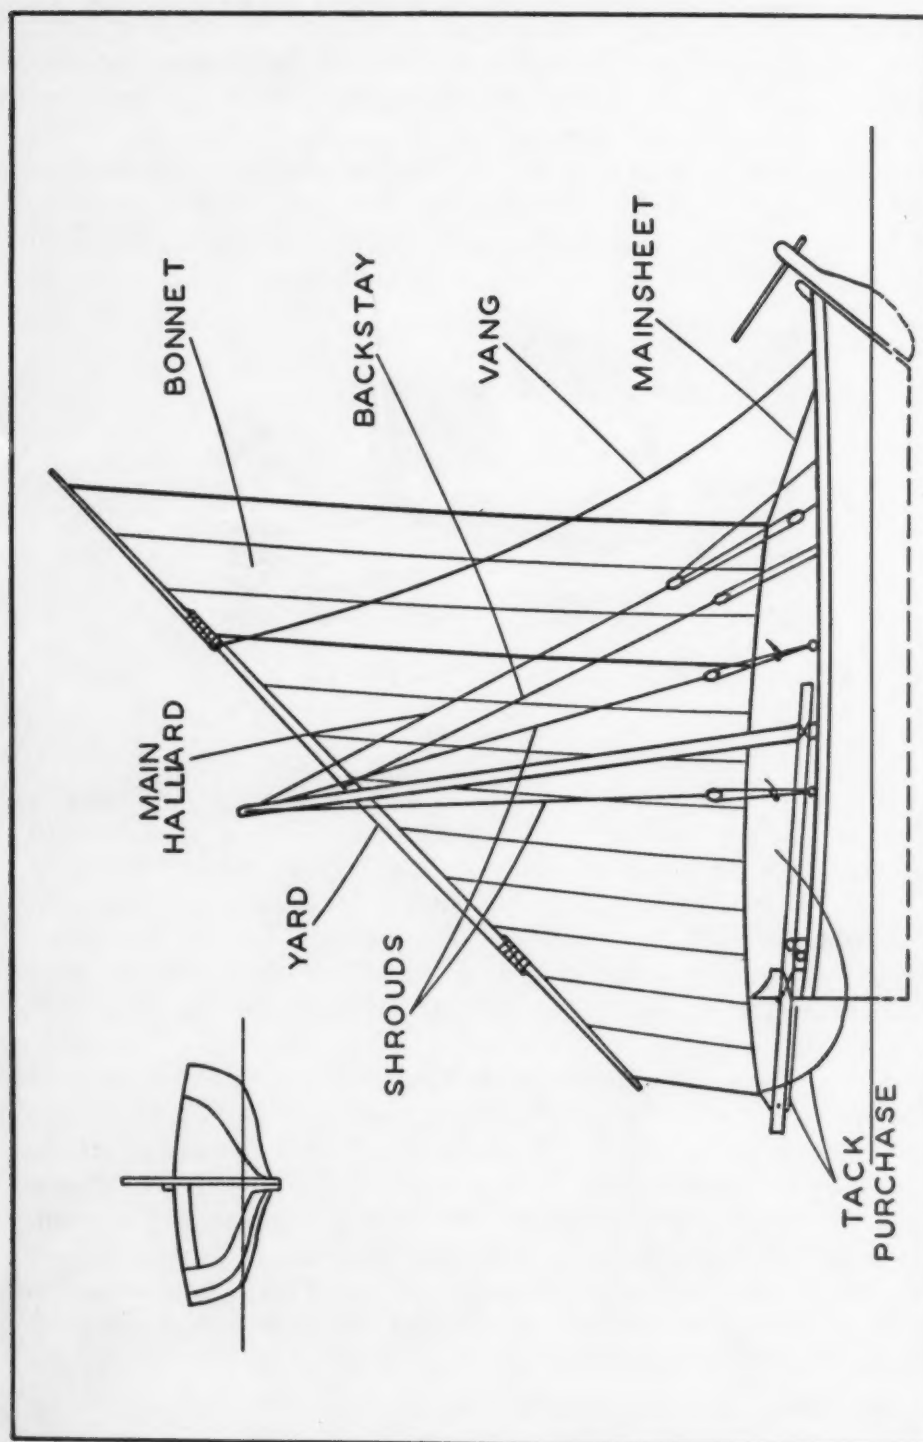 BONNET
BACKSTAY
VANG
MAINSHEET
MAIN
HALLIARD
YARD
SHROUDS
TACK
PURCHASE